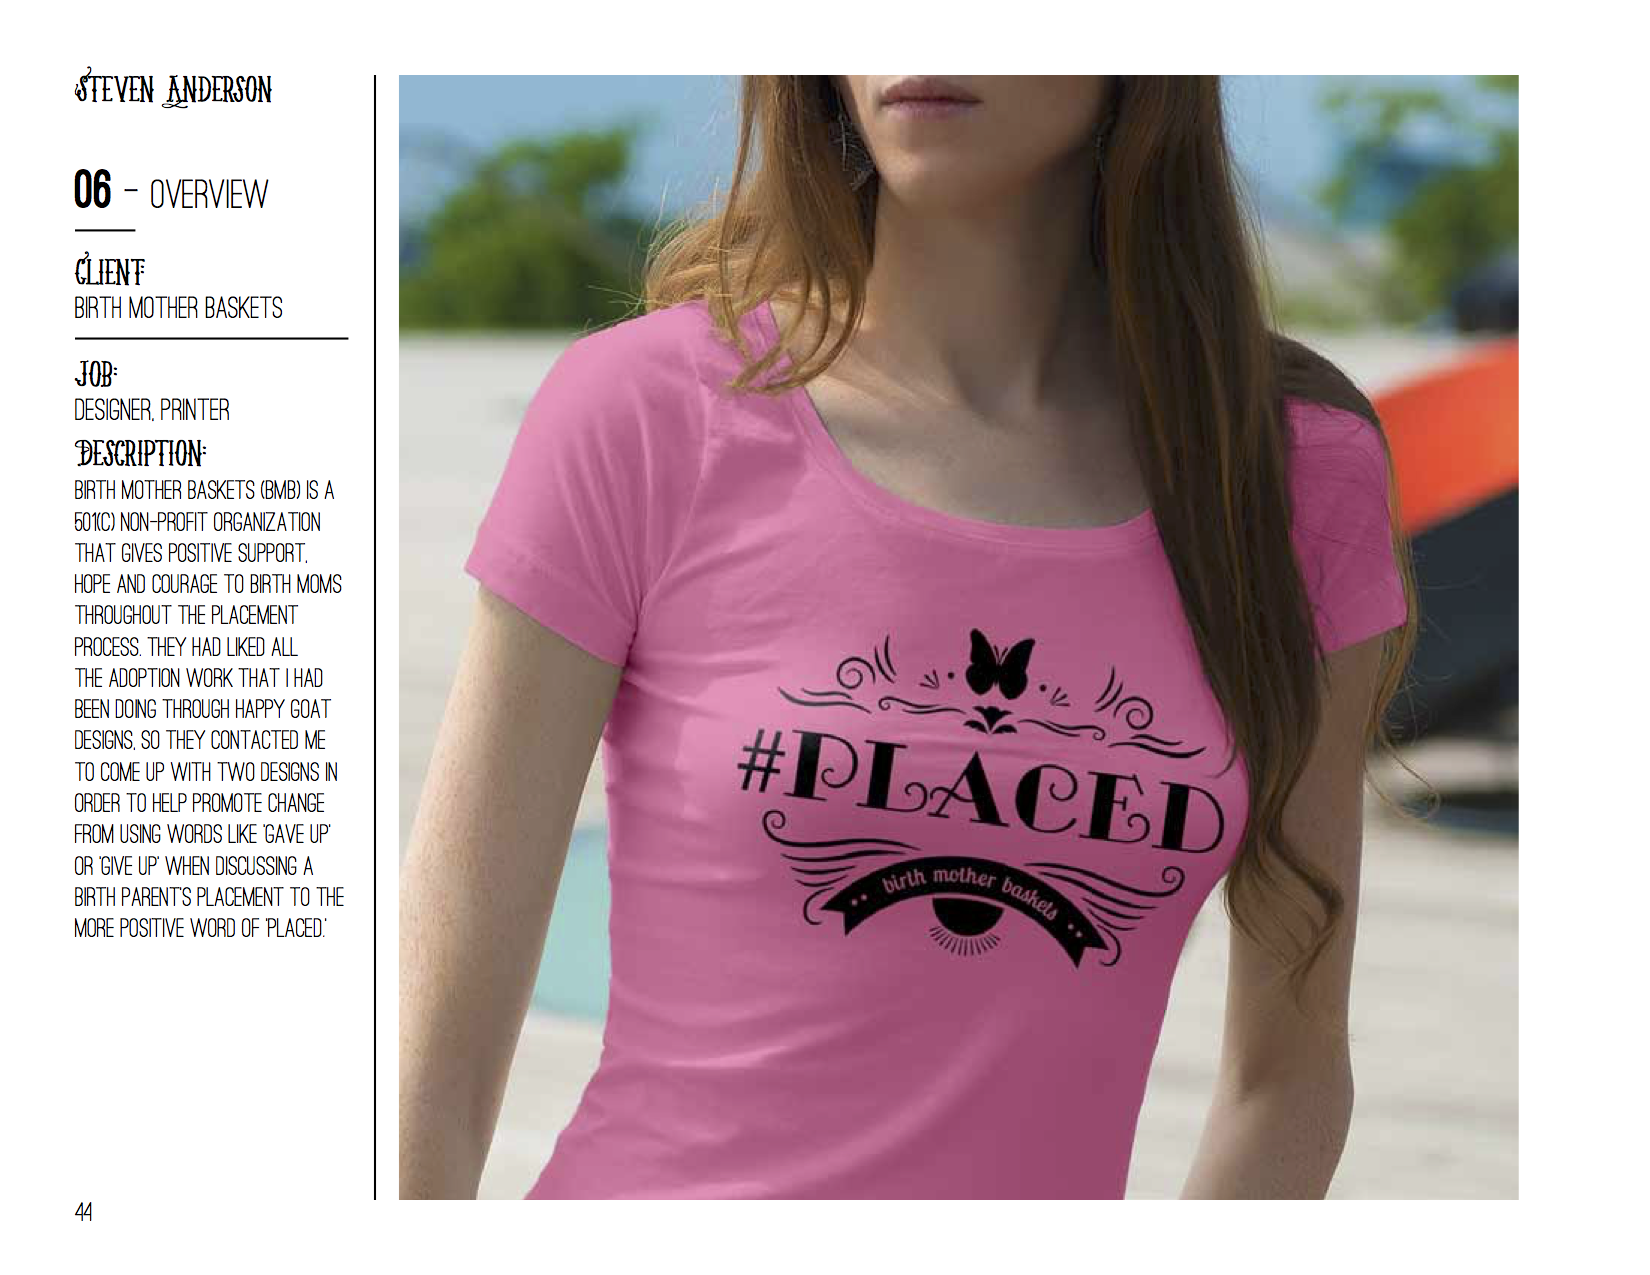 STEVEN ANDERSON
06 - OVERVIEW
CLIENT
BIRTH MOTHER BASKETS
JOB:
DESIGNER, PRINTER
DESCRIPTION:
BIRTH MOTHER BASKETS (BMB) IS A
501(C) NON-PROFIT ORGANIZATION
THAT GIVES POSITIVE SUPPORT,
HOPE AND COURAGE TO BIRTH MOMS
THROUGHOUT THE PLACEMENT
PROCESS. THEY HAD LIKED ALL
THE ADOPTION WORK THAT I HAD
BEEN DOING THROUGH HAPPY GOAT
DESIGNS, SO THEY CONTACTED ME
TO COME UP WITH TWO DESIGNS IN
ORDER TO HELP PROMOTE CHANGE
FROM USING WORDS LIKE 'GAVE UP'
OR 'GIVE UP' WHEN DISCUSSING A
BIRTH PARENT'S PLACEMENT TO THE
MORE POSITIVE WORD OF 'PLACED.'
44
#PLACED
birth mother baskets